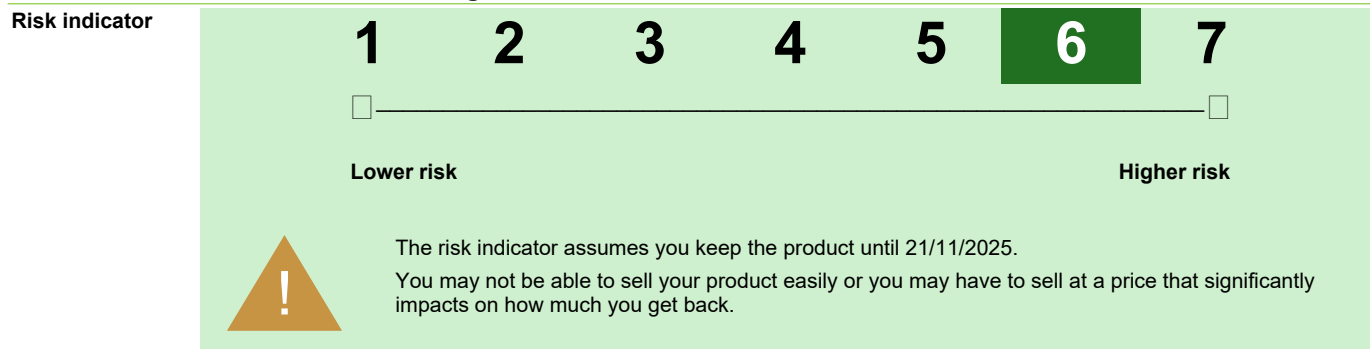 Risk indicator
1 2 3 4 5 6 7
Lower risk Higher risk
!
The risk indicator assumes you keep the product until 21/11/2025.
You may not be able to sell your product easily or you may have to sell at a price that significantly
impacts on how much you get back.